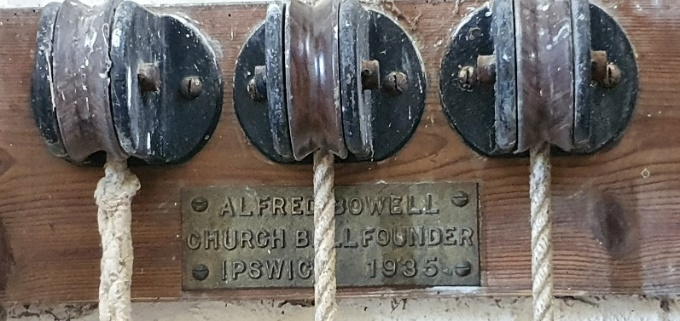 ALFRED BOWELL
CHURCH BELLFOUNDER
IPSWICH 1935